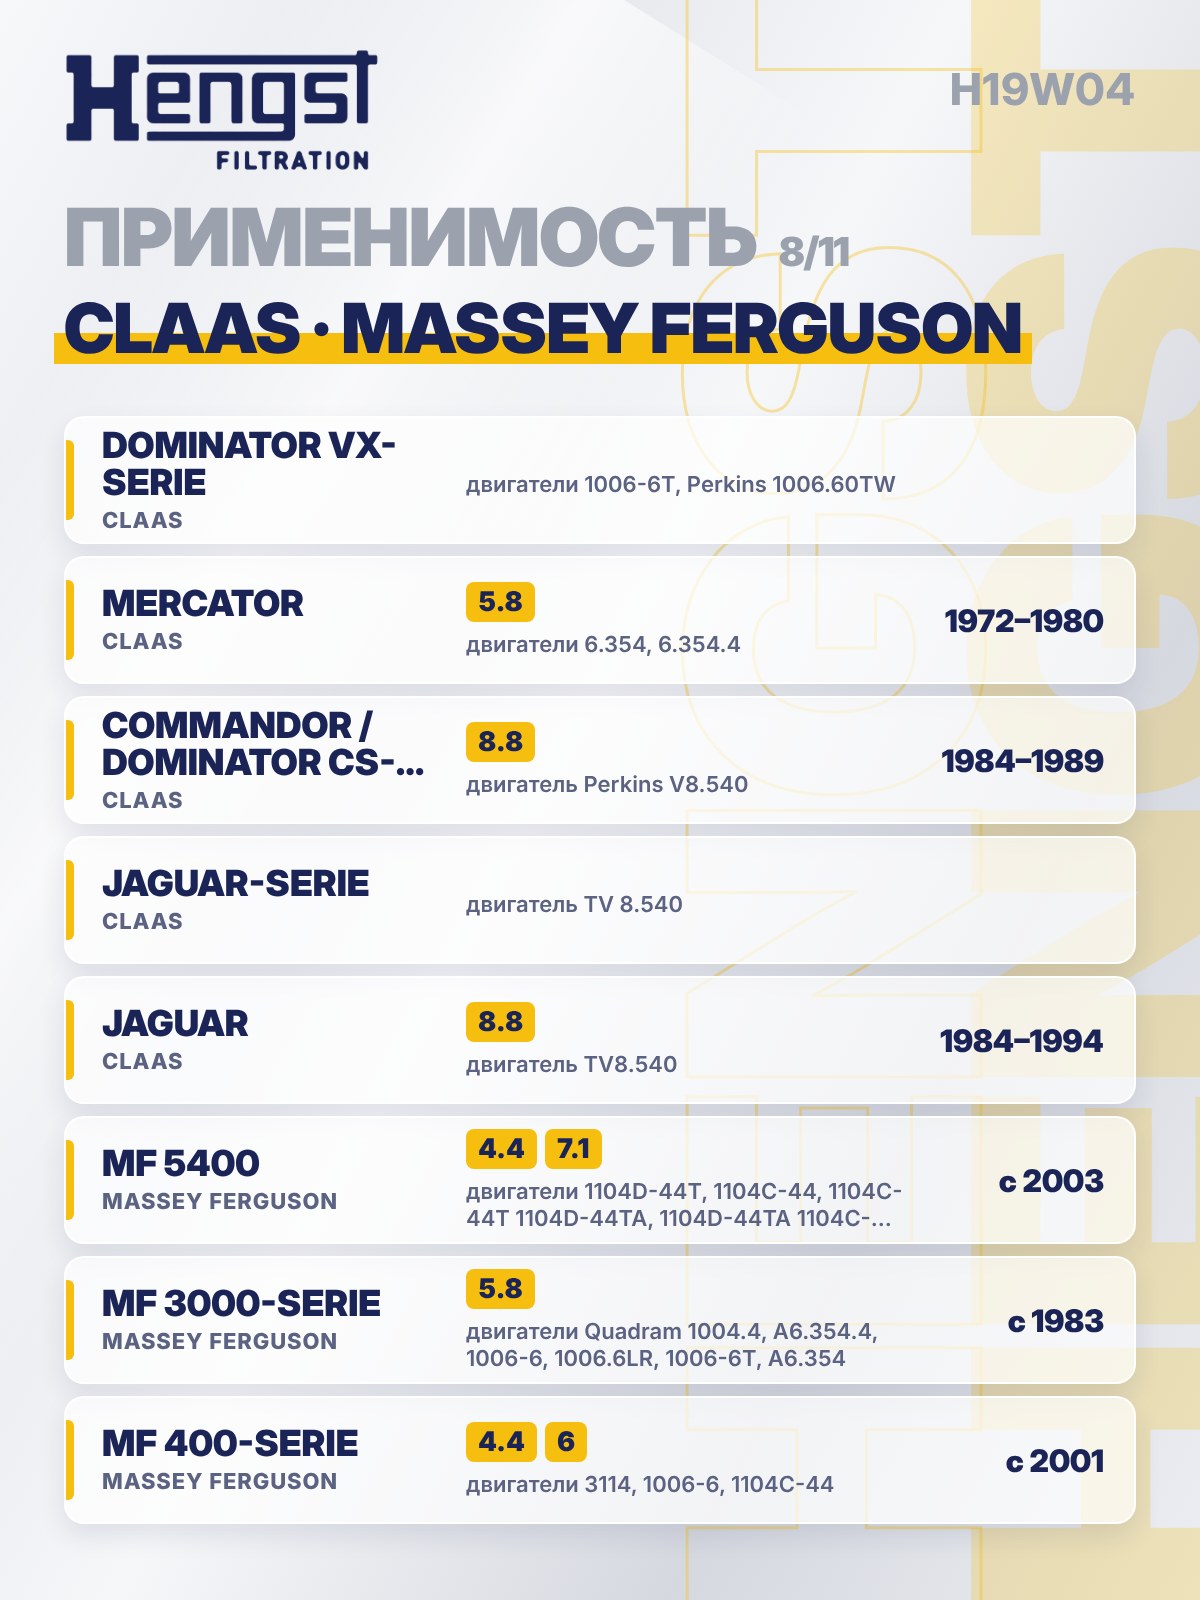 Hengst
FILTRATION
H19W04
ПРИМЕНИМОСТЬ 8/11
CLAAS · MASSEY FERGUSON
DOMINATOR VX-
SERIE
CLAAS
двигатели 1006-6T, Perkins 1006.60TW
MERCATOR
CLAAS
5.8
двигатели 6.354, 6.354.4
1972–1980
COMMANDOR /
DOMINATOR CS-...
CLAAS
8.8
двигатель Perkins V8.540
1984–1989
JAGUAR-SERIE
CLAAS
двигатель TV 8.540
JAGUAR
CLAAS
8.8
двигатель TV8.540
1984–1994
MF 5400
MASSEY FERGUSON
4.4 7.1
двигатели 1104D-44T, 1104C-44, 1104C-
44T 1104D-44TA, 1104D-44TA 1104C-...
с 2003
MF 3000-SERIE
MASSEY FERGUSON
5.8
двигатели Quadram 1004.4, A6.354.4,
1006-6, 1006.6LR, 1006-6T, A6.354
с 1983
MF 400-SERIE
MASSEY FERGUSON
4.4 6
двигатели 3114, 1006-6, 1104C-44
с 2001
HENGST
HENGST